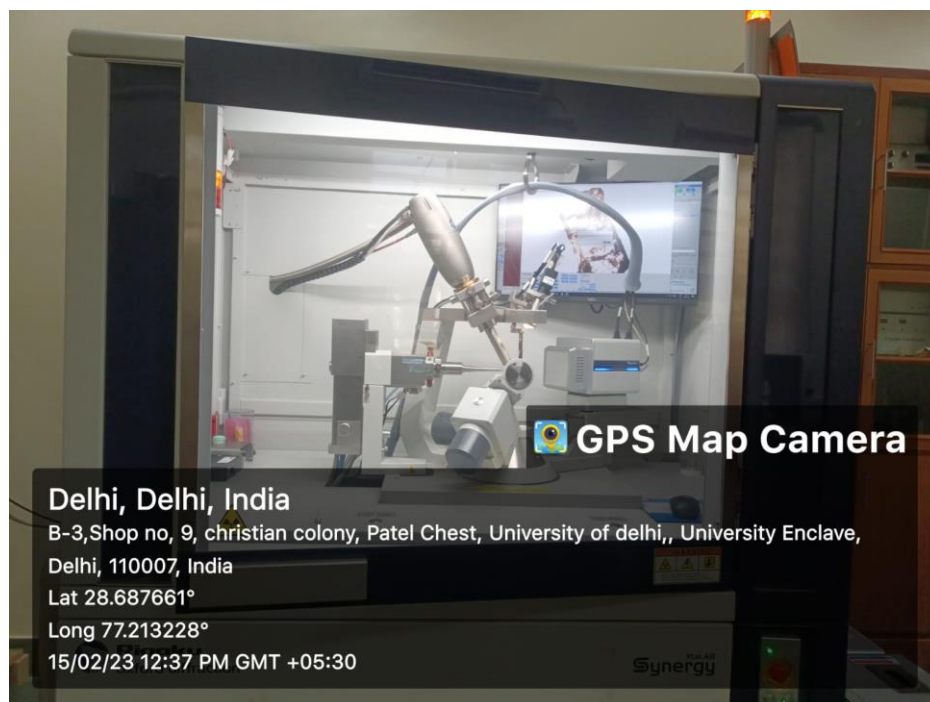 GPS Map Camera
Delhi, Delhi, India
B-3,Shop no, 9, christian colony, Patel Chest, University of delhi,, University Enclave,
Delhi, 110007, India
Lat 28.687661°
Long 77.213228°
15/02/23 12:37 PM GMT +05:30
Rigaku
XtaLAB
Synergy